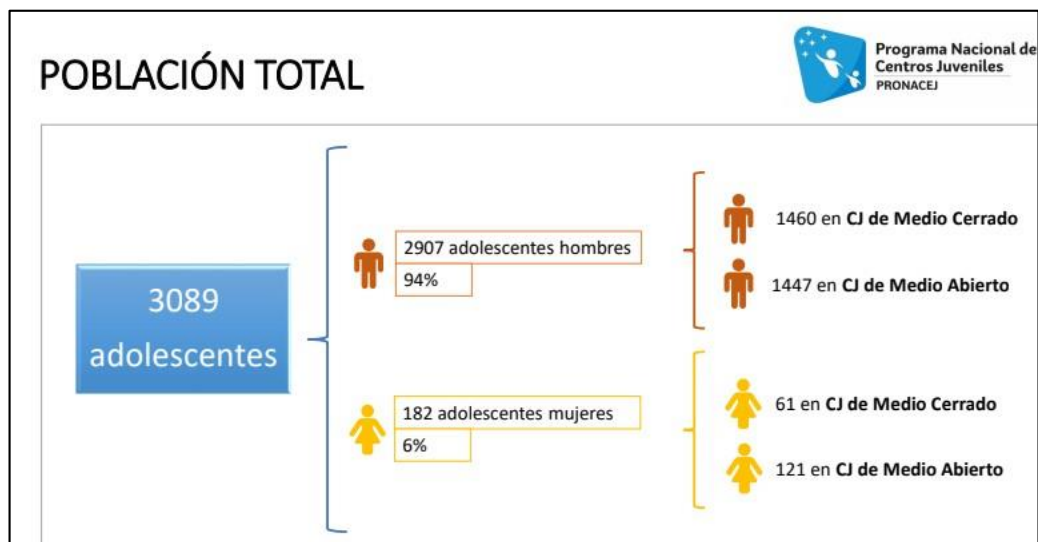 POBLACIÓN TOTAL
Programa Nacional de
Centros Juveniles
PRONACEJ
3089
adolescentes
2907 adolescentes hombres
94%
1460 en CJ de Medio Cerrado
1447 en CJ de Medio Abierto
182 adolescentes mujeres
6%
61 en CJ de Medio Cerrado
121 en CJ de Medio Abierto